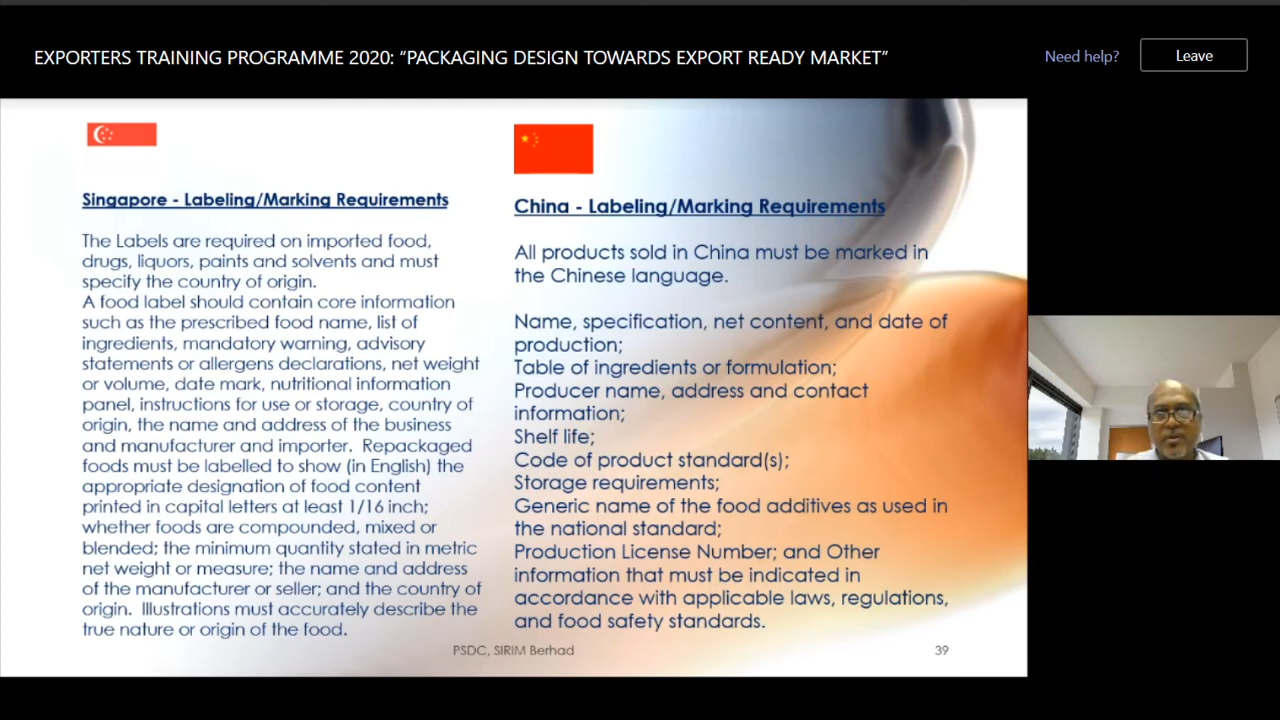 EXPORTERS TRAINING PROGRAMME 2020: “PACKAGING DESIGN TOWARDS EXPORT READY MARKET”
Need help?
Leave
Singapore - Labeling/Marking Requirements
The Labels are required on imported food,
drugs, liquors, paints and solvents and must
specify the country of origin.
A food label should contain core information
such as the prescribed food name, list of
ingredients, mandatory warning, advisory
statements or allergens declarations, net weight
or volume, date mark, nutritional information
panel, instructions for use or storage, country of
origin, the name and address of the business
and manufacturer and importer. Repackaged
foods must be labelled to show (in English) the
appropriate designation of food content
printed in capital letters at least 1/16 inch;
whether foods are compounded, mixed or
blended; the minimum quantity stated in metric
net weight or measure; the name and address
of the manufacturer or seller; and the country of
origin. Illustrations must accurately describe the
true nature or origin of the food.
China - Labeling/Marking Requirements
All products sold in China must be marked in
the Chinese language.
Name, specification, net content, and date of
production;
Table of ingredients or formulation;
Producer name, address and contact
information;
Shelf life;
Code of product standard(s);
Storage requirements;
Generic name of the food additives as used in
the national standard;
Production License Number; and Other
information that must be indicated in
accordance with applicable laws, regulations,
and food safety standards.
PSDC, SIRIM Berhad
39